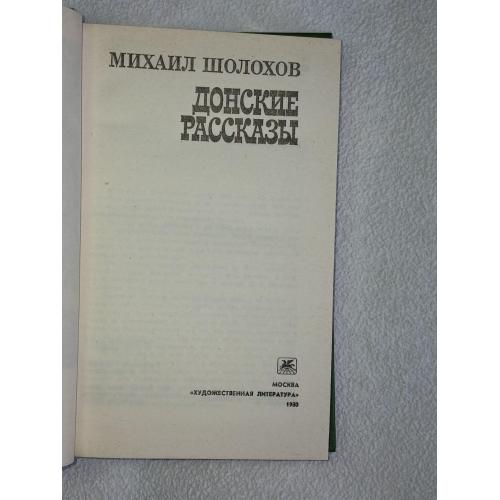 МИХАИЛ ШОЛОХОВ
ДОНСКИЕ
РАССКАЗЫ
МОСКВА
«ХУДОЖЕСТВЕННАЯ ЛИТЕРАТУРА»